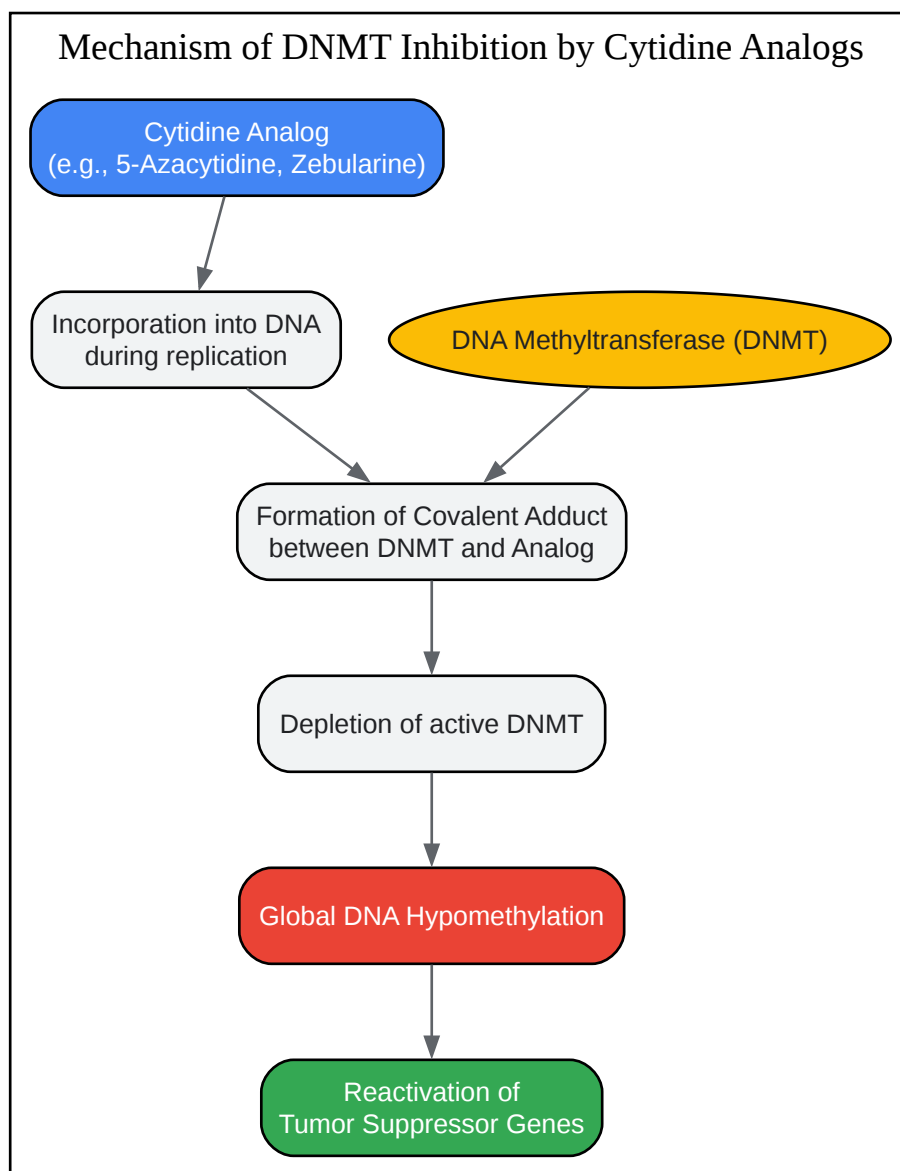 Mechanism of DNMT Inhibition by Cytidine Analogs
Cytidine Analog
(e.g., 5-Azacytidine, Zebularine)
Incorporation into DNA
during replication
DNA Methyltransferase (DNMT)
Formation of Covalent Adduct
between DNMT and Analog
Depletion of active DNMT
Global DNA Hypomethylation
Reactivation of
Tumor Suppressor Genes